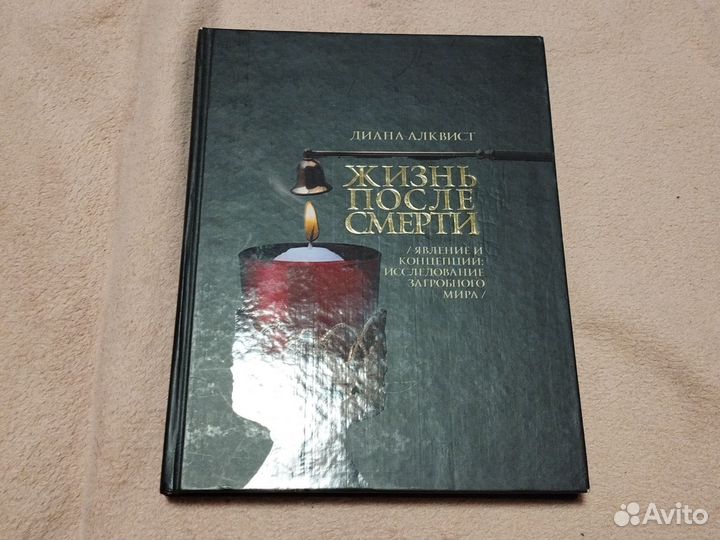 ДИАНА АЛКВИСТ
ЖИЗНЬ
ПОСЛЕ
СМЕРТИ
/ ЯВЛЕНИЕ И
КОНЦЕПЦИИ:
ИССЛЕДОВАНИЕ
ЗАГРОБНОГО
МИРА /
Avito